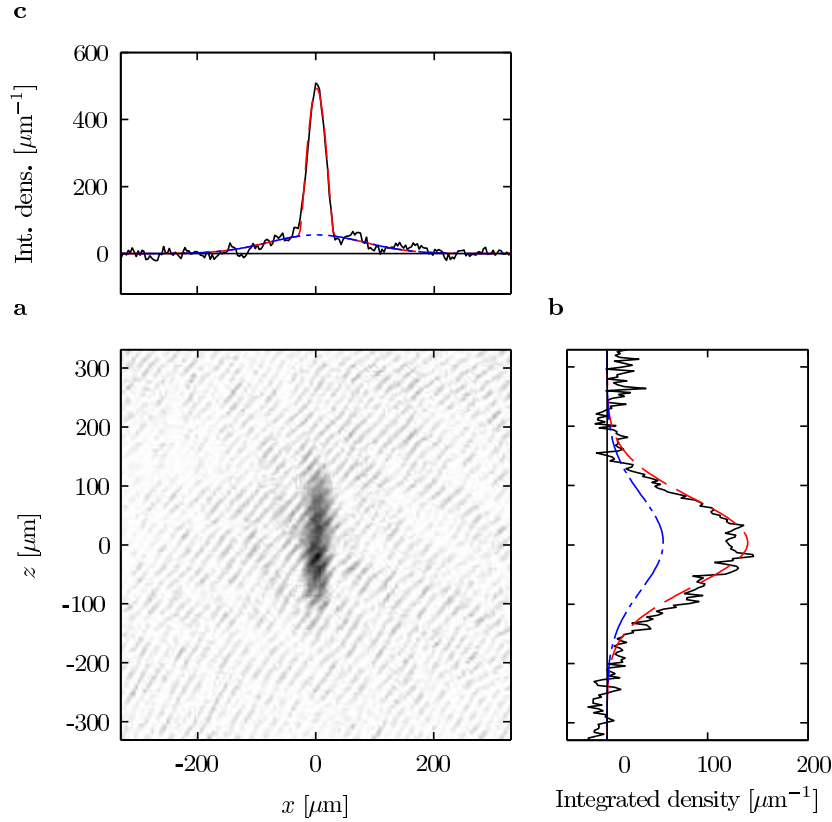 c
600
400
200
0
Int. dens. [μm⁻¹]
a
b
300
200
100
0
-100
-200
-300
z [μm]
-200 0 200
x [μm]
0 100 200
Integrated density [μm⁻¹]